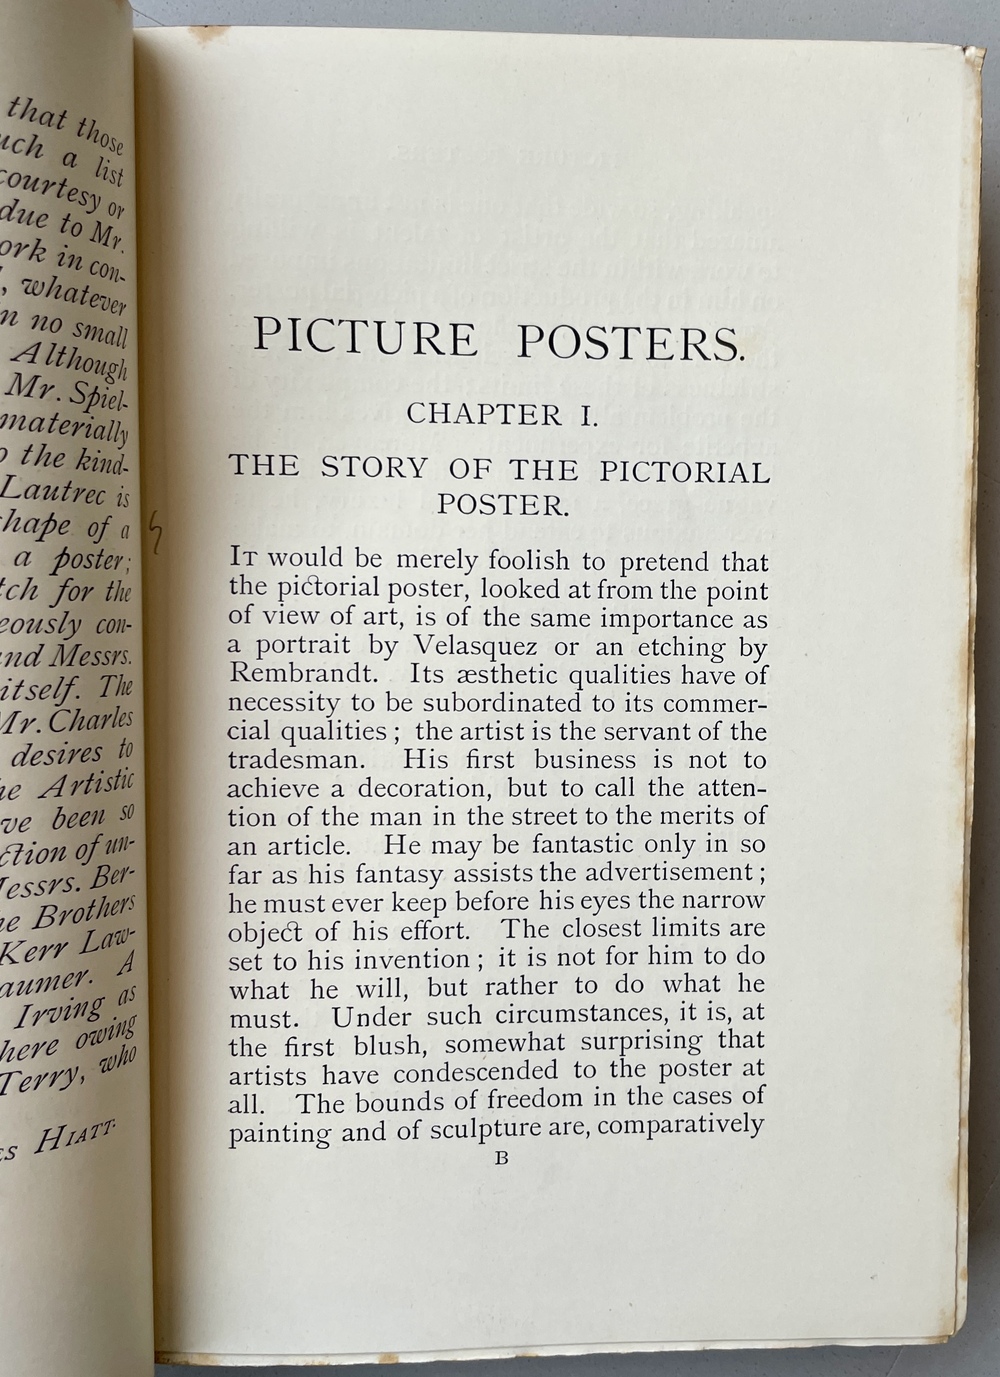 that those
such a list
courtesy or
due to Mr.
work in con-
, whatever
in no small
Although
Mr. Spiel-
materially
to the kind-
Lautrec is
shape of a
a poster;
for the
con-
and Messrs.
itself. The
Mr. Charles
desires to
the Artistic
have been so
of un-
Messrs. Ber-
the Brothers
Kerr Law-
A
Irving as
here owing
Terry, who
HIATT.
PICTURE POSTERS.
CHAPTER I.
THE STORY OF THE PICTORIAL
POSTER.
IT would be merely foolish to pretend that
the pictorial poster, looked at from the point
of view of art, is of the same importance as
a portrait by Velasquez or an etching by
Rembrandt. Its æsthetic qualities have of
necessity to be subordinated to its commer-
cial qualities ; the artist is the servant of the
tradesman. His first business is not to
achieve a decoration, but to call the atten-
tion of the man in the street to the merits of
an article. He may be fantastic only in so
far as his fantasy assists the advertisement ;
he must ever keep before his eyes the narrow
object of his effort. The closest limits are
set to his invention ; it is not for him to do
what he will, but rather to do what he
must. Under such circumstances, it is, at
the first blush, somewhat surprising that
artists have condescended to the poster at
all. The bounds of freedom in the cases of
painting and of sculpture are, comparatively
B